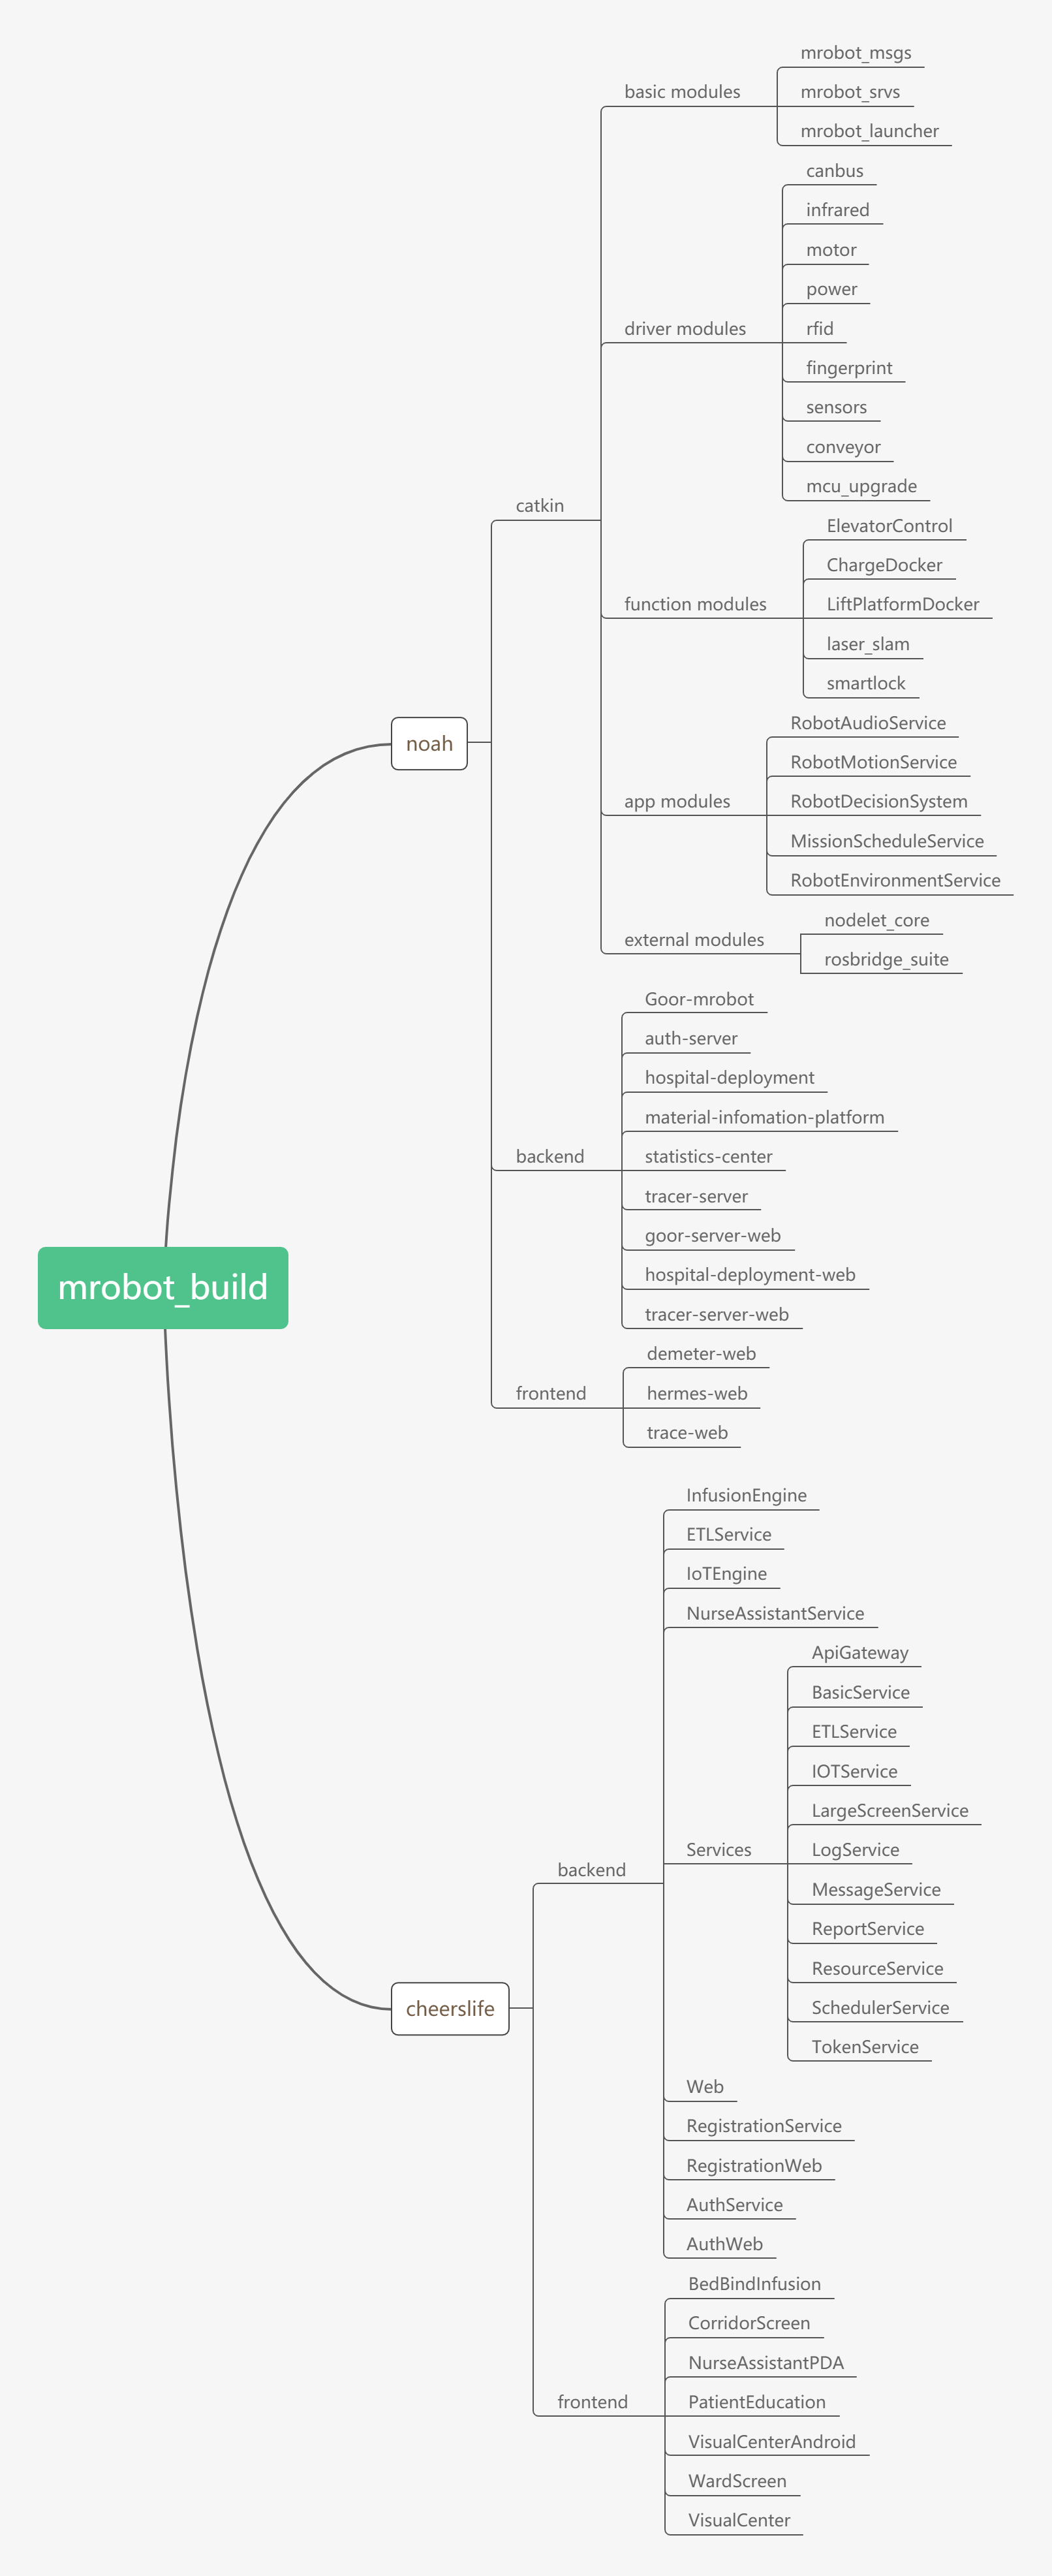 mrobot_build
noah
catkin
basic modules
mrobot_msgs
mrobot_srvs
mrobot_launcher
driver modules
canbus
infrared
motor
power
rfid
fingerprint
sensors
conveyor
mcu_upgrade
function modules
ElevatorControl
ChargeDocker
LiftPlatformDocker
laser_slam
smartlock
app modules
RobotAudioService
RobotMotionService
RobotDecisionSystem
MissionScheduleService
RobotEnvironmentService
external modules
nodelet_core
rosbridge_suite
backend
Goor-mrobot
auth-server
hospital-deployment
material-infomation-platform
statistics-center
tracer-server
goor-server-web
hospital-deployment-web
tracer-server-web
frontend
demeter-web
hermes-web
trace-web
cheerslife
backend
InfusionEngine
ETLService
IoTEngine
NurseAssistantService
Services
ApiGateway
BasicService
ETLService
IOTService
LargeScreenService
LogService
MessageService
ReportService
ResourceService
SchedulerService
TokenService
Web
RegistrationService
RegistrationWeb
AuthService
AuthWeb
frontend
BedBindInfusion
CorridorScreen
NurseAssistantPDA
PatientEducation
VisualCenterAndroid
WardScreen
VisualCenter